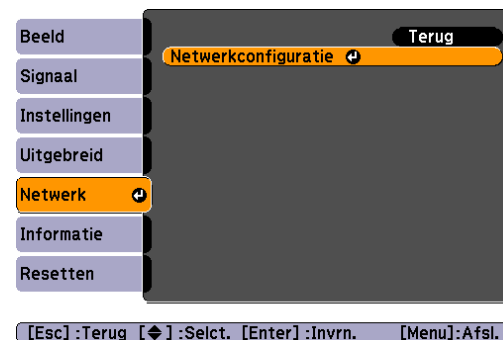 Beeld
Signaal
Instellingen
Uitgebreid
Netwerk
Informatie
Resetten
Terug
Netwerkconfiguratie
[Esc] :Terug [◆] :Selct. [Enter] :Invrn. [Menu]:Afsl.